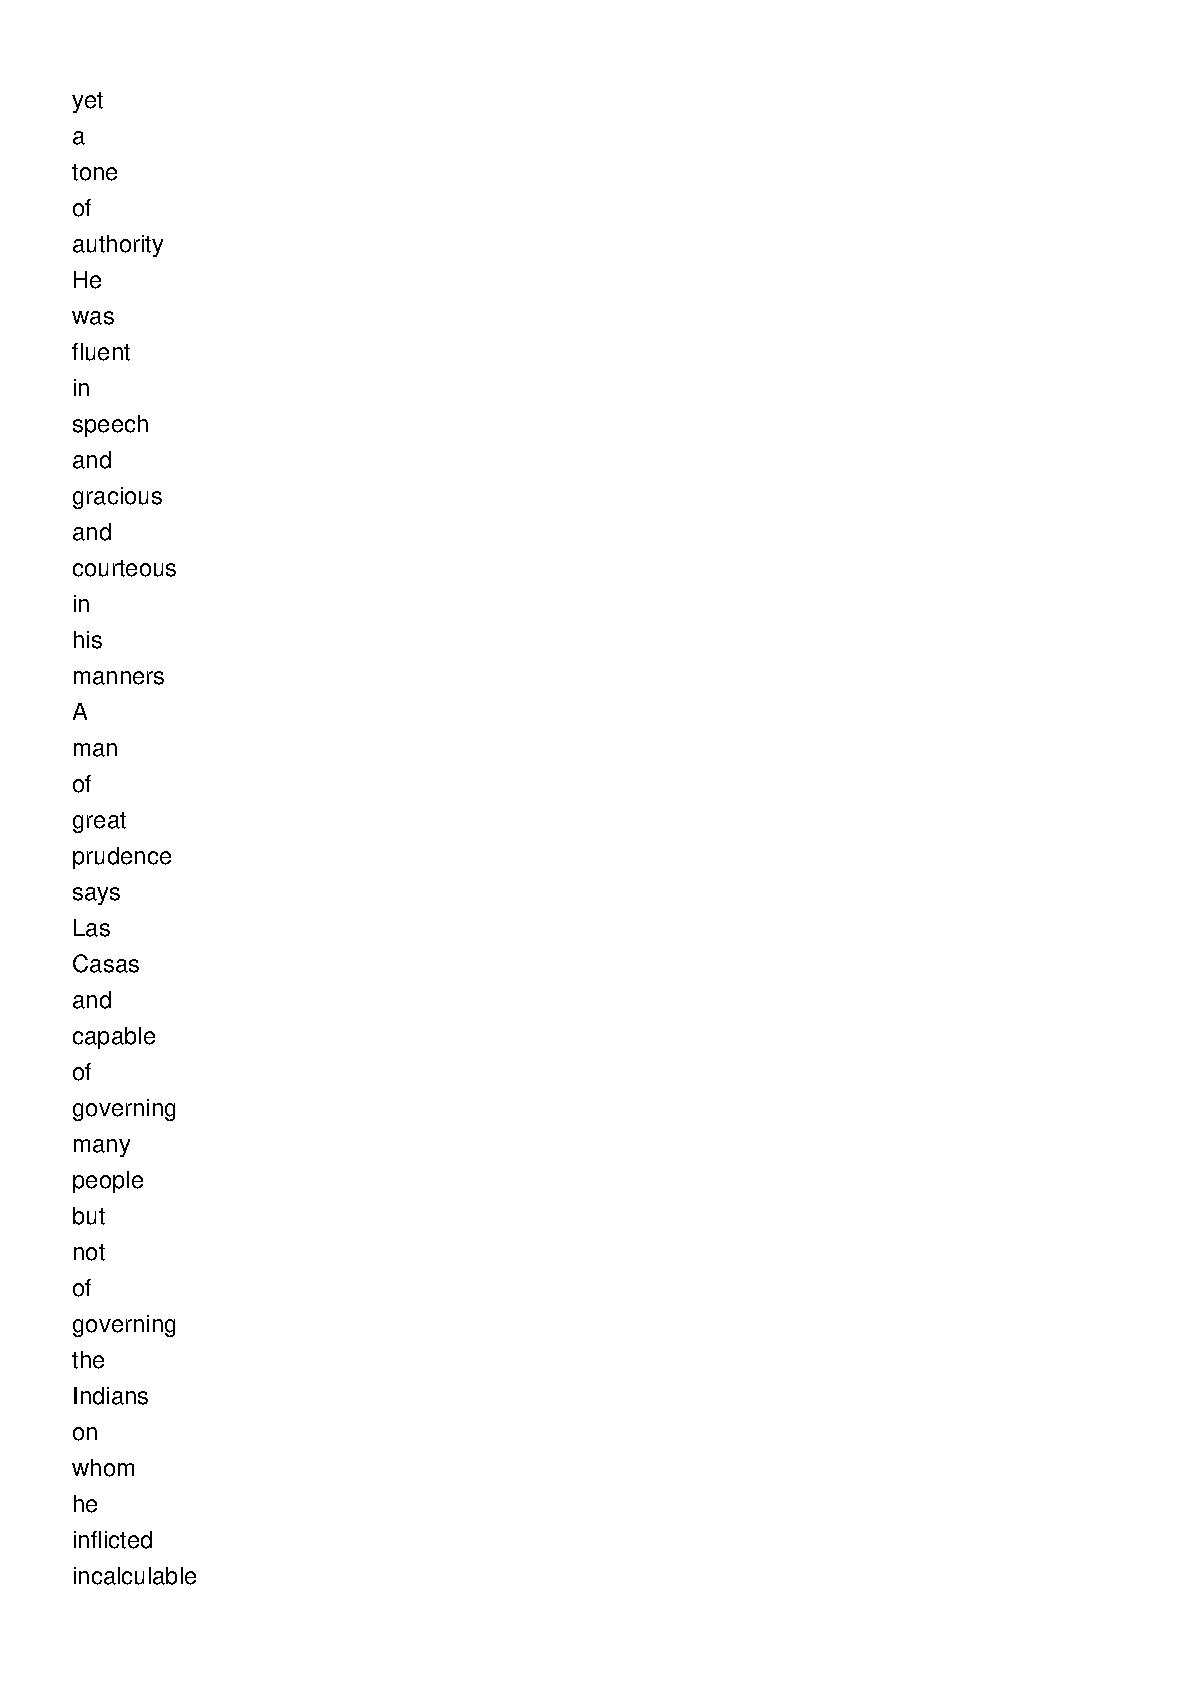 yet
a
tone
of
authority
He
was
fluent
in
speech
and
gracious
and
courteous
in
his
manners
A
man
of
great
prudence
says
Las
Casas
and
capable
of
governing
many
people
but
not
of
governing
the
Indians
on
whom
he
inflicted
incalculable